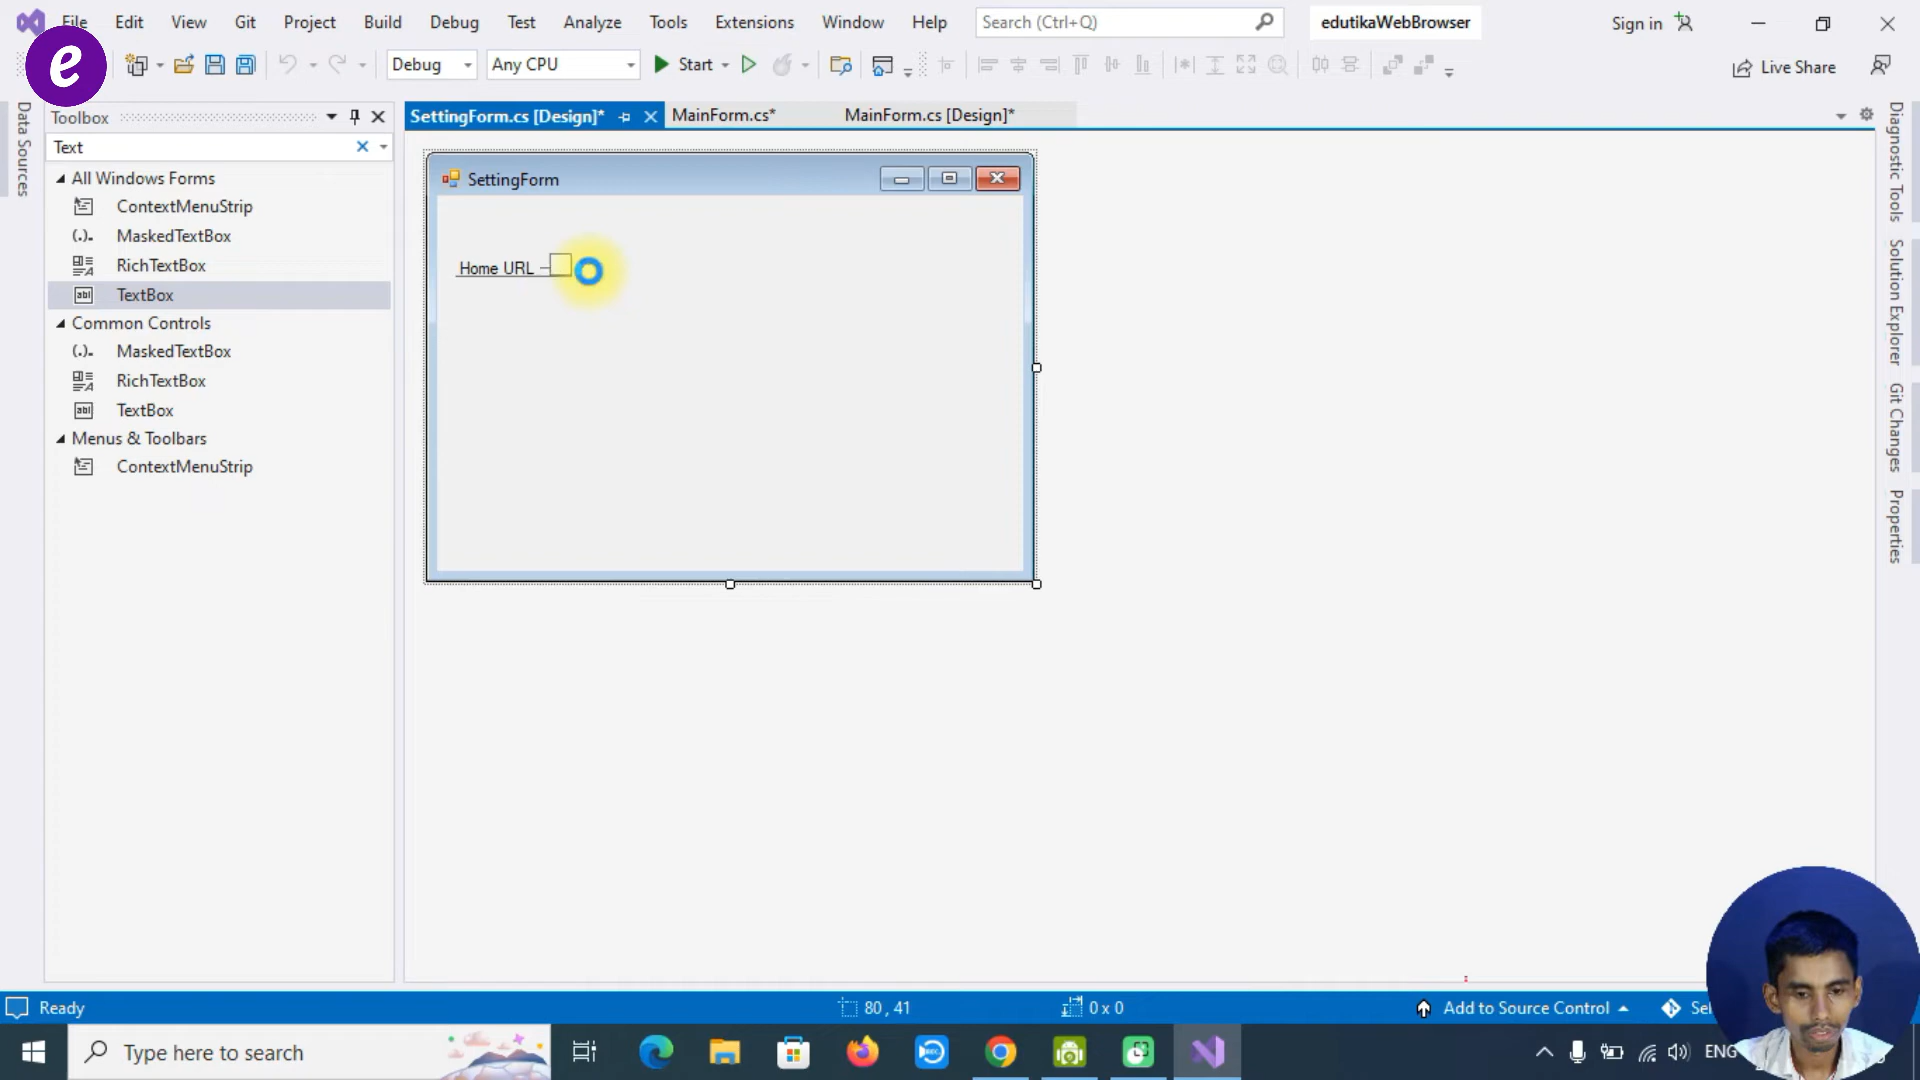 File Edit View Git Project Build Debug Test Analyze Tools Extensions Window Help Search (Ctrl+Q) edutikaWebBrowser Sign in
e Debug Any CPU Start Live Share
Data Sources
Toolbox
Text
All Windows Forms
ContextMenuStrip
MaskedTextBox
RichTextBox
TextBox
Common Controls
MaskedTextBox
RichTextBox
TextBox
Menus & Toolbars
ContextMenuStrip
SettingForm.cs [Design]* MainForm.cs* MainForm.cs [Design]*
SettingForm
Home URL
Diagnostic Tools
Solution Explorer
Git Changes
Properties
Ready 80 , 41 0 x 0 Add to Source Control
Type here to search ENG